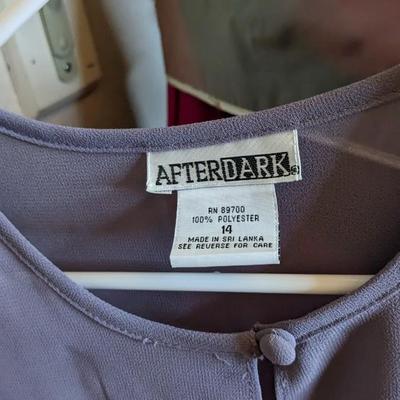 AFTERDARK®
RN 89700
100% POLYESTER
14
MADE IN SRI LANKA
SEE REVERSE FOR CARE